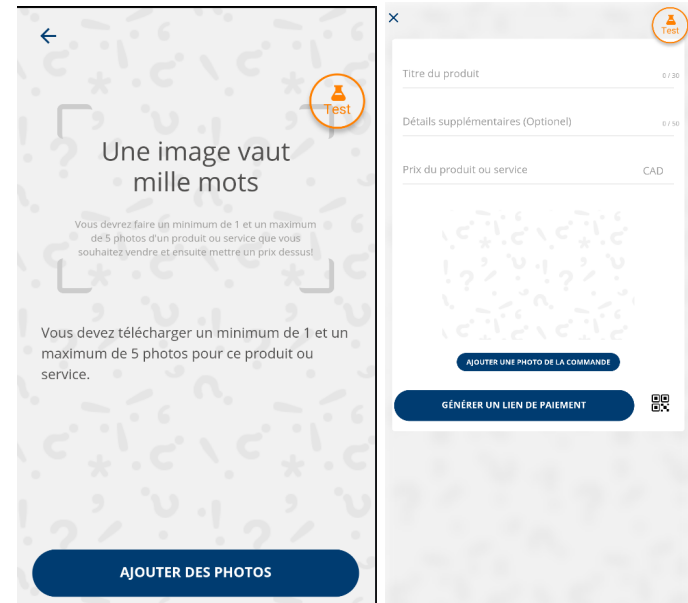 Test
Une image vaut
mille mots
Vous devrez faire un minimum de 1 et un maximum
de 5 photos d'un produit ou service que vous
souhaitez vendre et ensuite mettre un prix dessus!
Vous devez télécharger un minimum de 1 et un
maximum de 5 photos pour ce produit ou
service.
AJOUTER DES PHOTOS
Test
Titre du produit 0 / 30
Détails supplémentaires (Optionel) 0 / 50
Prix du produit ou service CAD
AJOUTER UNE PHOTO DE LA COMMANDE
GÉNÉRER UN LIEN DE PAIEMENT